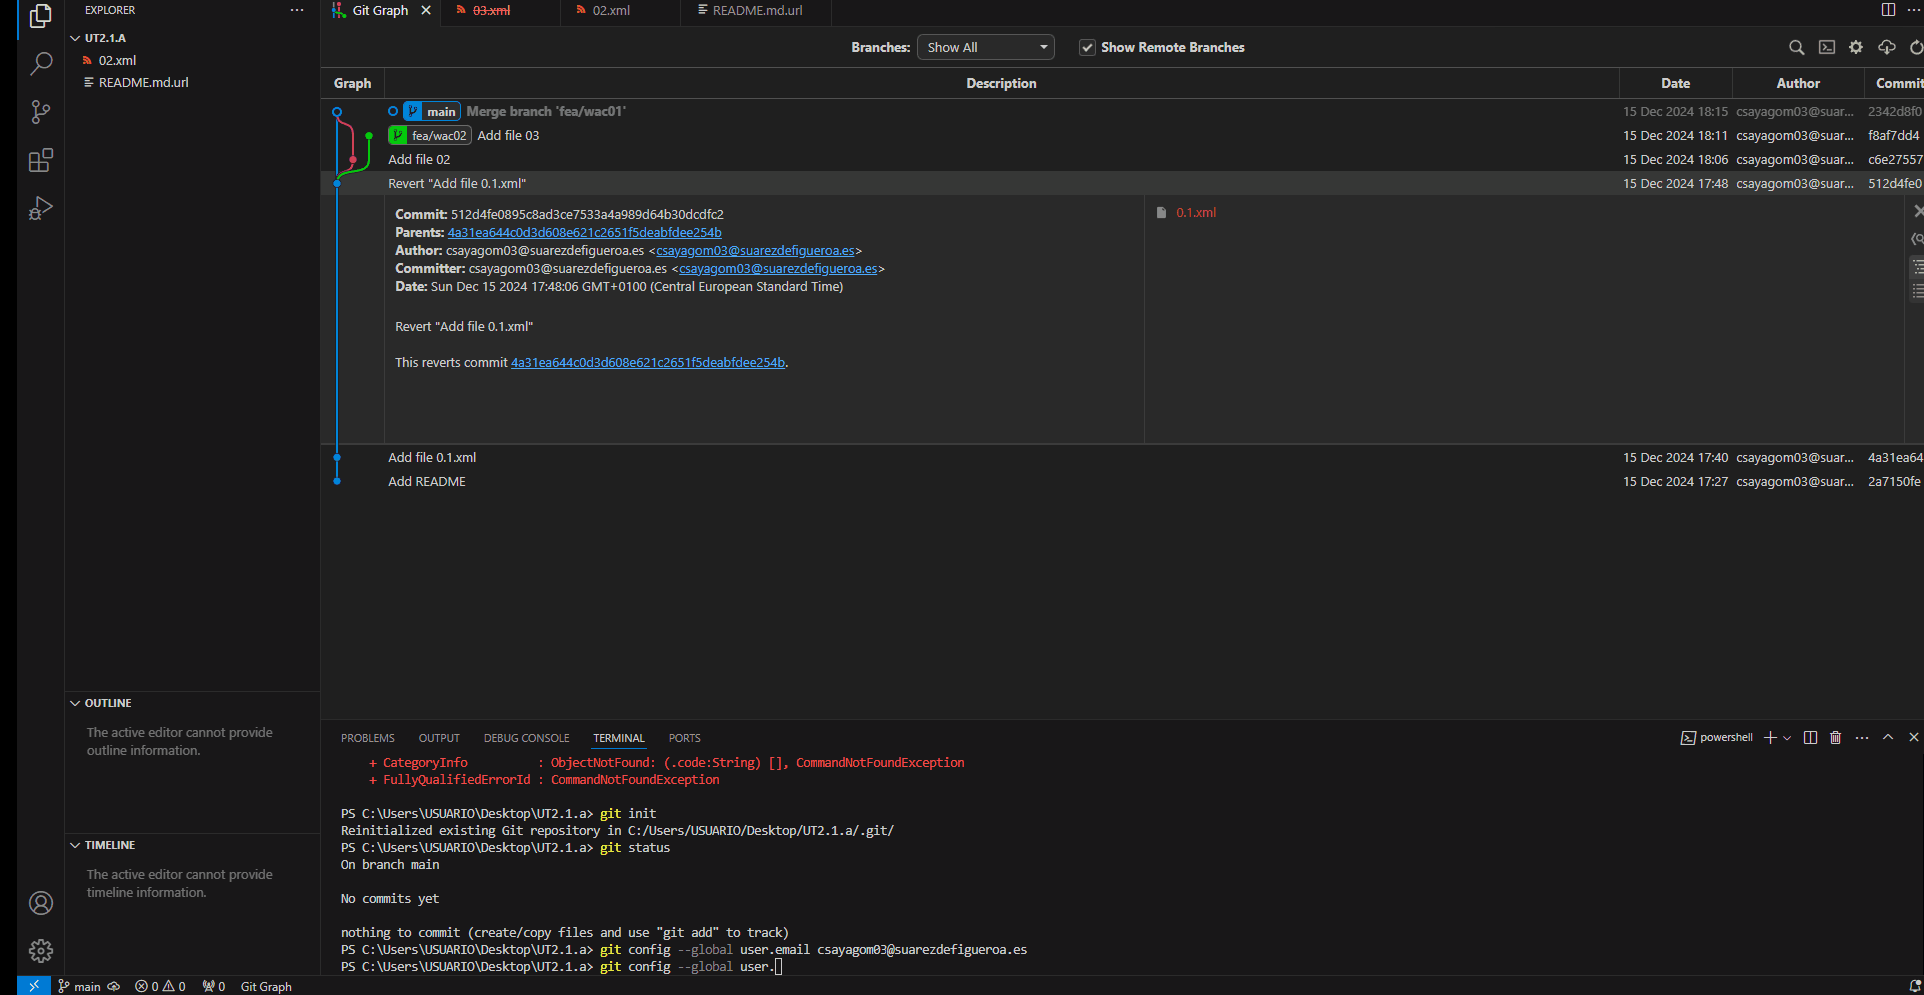 EXPLORER
Git Graph
03.xml
02.xml
README.md.url
UT2.1.A
02.xml
README.md.url
Branches: Show All Show Remote Branches
Graph Description Date Author Commit
main Merge branch 'fea/wac01' 15 Dec 2024 18:15 csayagom03@suar... 2342d8f0
fea/wac02 Add file 03 15 Dec 2024 18:11 csayagom03@suar... f8af7dd4
Add file 02 15 Dec 2024 18:06 csayagom03@suar... c6e27557
Revert "Add file 0.1.xml" 15 Dec 2024 17:48 csayagom03@suar... 512d4fe0
Commit: 512d4fe0895c8ad3ce7533a4a989d64b30dcdfc2
Parents: 4a31ea644c0d3d608e621c2651f5deabfdee254b
Author: csayagom03@suarezdefigueroa.es <csayagom03@suarezdefigueroa.es>
Committer: csayagom03@suarezdefigueroa.es <csayagom03@suarezdefigueroa.es>
Date: Sun Dec 15 2024 17:48:06 GMT+0100 (Central European Standard Time)
Revert "Add file 0.1.xml"
This reverts commit 4a31ea644c0d3d608e621c2651f5deabfdee254b.
0.1.xml
Add file 0.1.xml 15 Dec 2024 17:40 csayagom03@suar... 4a31ea64
Add README 15 Dec 2024 17:27 csayagom03@suar... 2a7150fe
OUTLINE
The active editor cannot provide
outline information.
TIMELINE
The active editor cannot provide
timeline information.
PROBLEMS OUTPUT DEBUG CONSOLE TERMINAL PORTS
powershell
+ CategoryInfo : ObjectNotFound: (.code:String) [], CommandNotFoundException
+ FullyQualifiedErrorId : CommandNotFoundException
PS C:\Users\USUARIO\Desktop\UT2.1.a> git init
Reinitialized existing Git repository in C:/Users/USUARIO/Desktop/UT2.1.a/.git/
PS C:\Users\USUARIO\Desktop\UT2.1.a> git status
On branch main
No commits yet
nothing to commit (create/copy files and use "git add" to track)
PS C:\Users\USUARIO\Desktop\UT2.1.a> git config --global user.email csayagom03@suarezdefigueroa.es
PS C:\Users\USUARIO\Desktop\UT2.1.a> git config --global user.
main 0 0 0 Git Graph